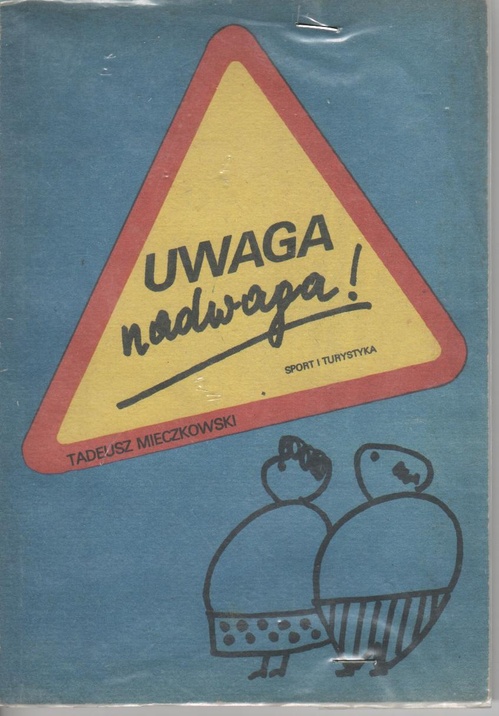 UWAGA
nadwaga!
SPORT I TURYSTYKA
TADEUSZ MIECZKOWSKI